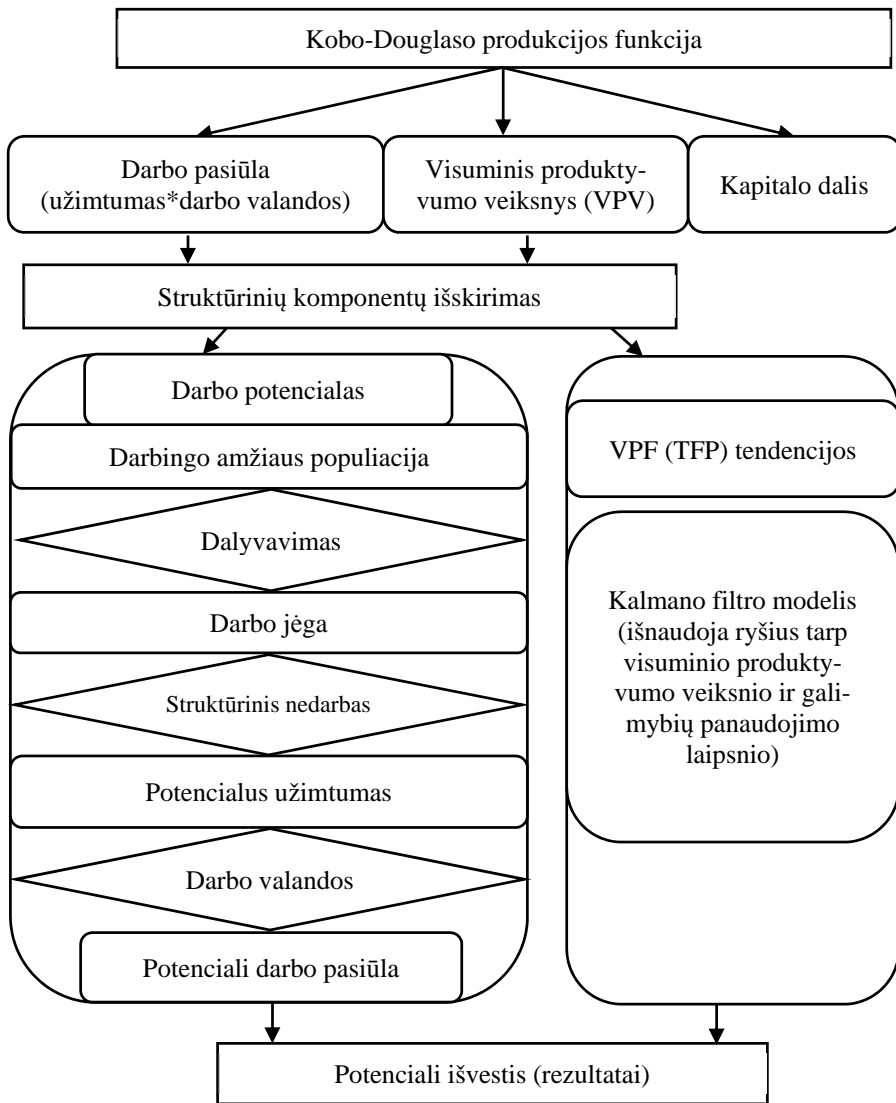 Kobo-Douglaso produkcijos funkcija
Darbo pasiūla
(užimtumas*darbo valandos)
Visuminis produkty-
vumo veiksnys (VPV)
Kapitalo dalis
Struktūrinių komponentų išskirimas
Darbo potencialas
Darbingo amžiaus populiacija
Dalyvavimas
Darbo jėga
Struktūrinis nedarbas
Potencialus užimtumas
Darbo valandos
Potenciali darbo pasiūla
VPF (TFP) tendencijos
Kalmano filtro modelis
(išnaudoja ryšius tarp
visuminio produkty-
vumo veiksnio ir gali-
mybių panaudojimo
laipsnio)
Potenciali išvestis (rezultatai)